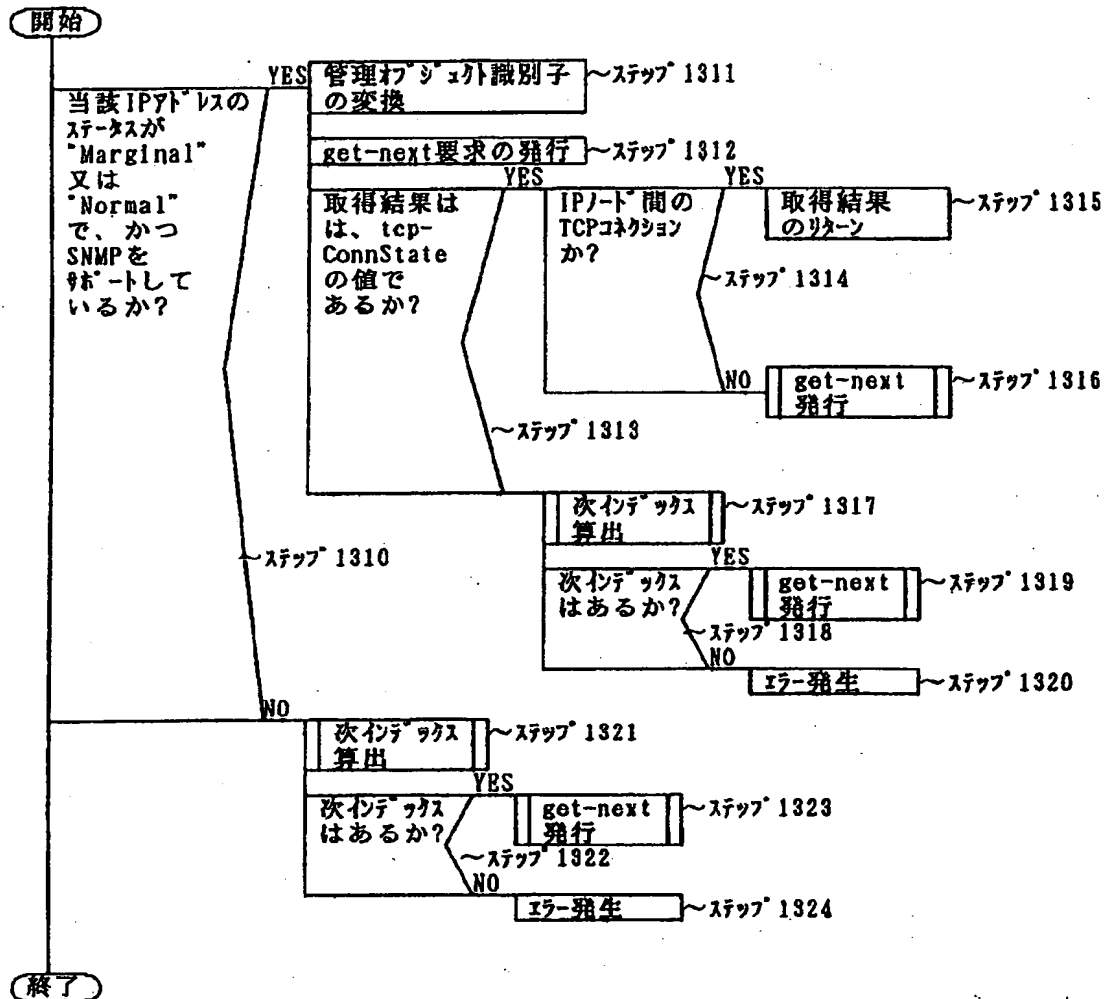 開始
YES
当該IPアドレスの
ステータスが
"Marginal"
又は
"Normal"
で、かつ
SNMPを
サポートして
いるか?
管理オブジェクト識別子
の変換
~ステップ1311
get-next要求の発行
~ステップ1312
YES
取得結果は
は、tcp-
ConnState
の値で
あるか?
IPノード間の
TCPコネクション
か?
YES
取得結果
のリターン
~ステップ1315
~ステップ1314
NO
get-next
発行
~ステップ1316
~ステップ1313
次インデックス
算出
~ステップ1317
~ステップ1310
YES
次インデックス
はあるか?
get-next
発行
~ステップ1319
~ステップ1318
NO
エラー発生
~ステップ1320
NO
次インデックス
算出
~ステップ1321
YES
次インデックス
はあるか?
get-next
発行
~ステップ1323
~ステップ1322
NO
エラー発生
~ステップ1324
終了